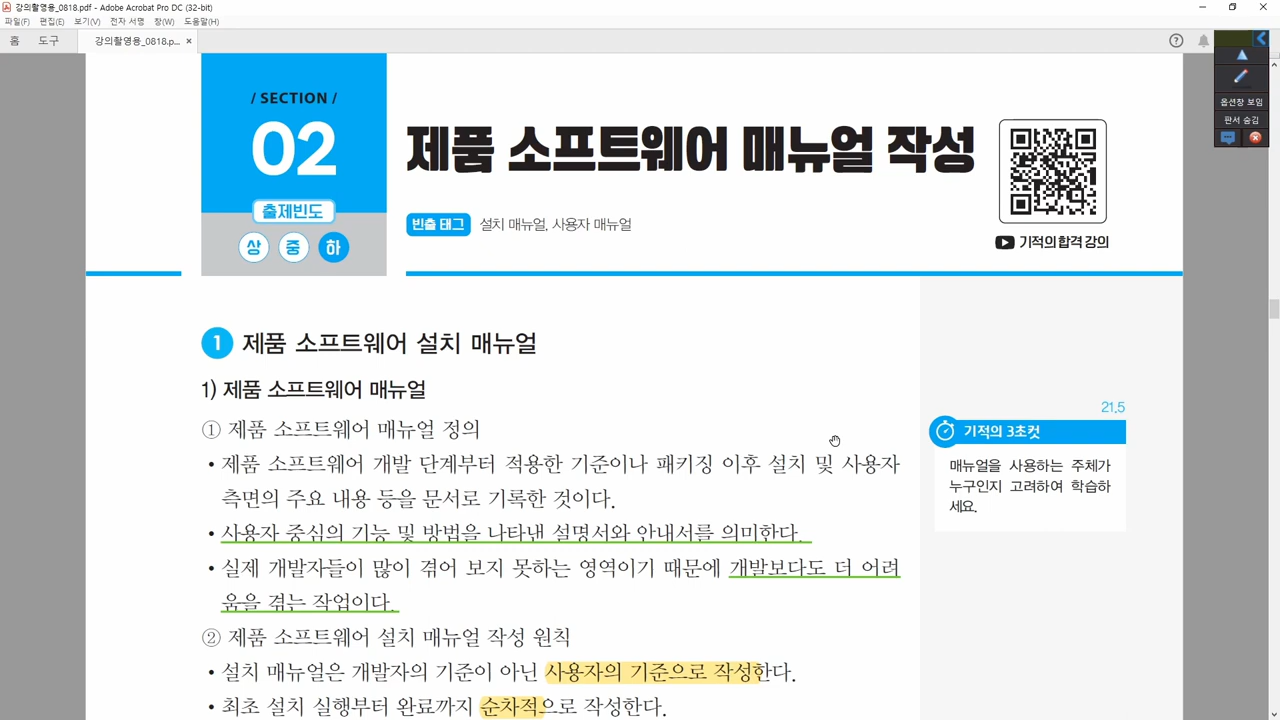 강의촬영용_0818.pdf - Adobe Acrobat Pro DC (32-bit)
파일(F) 편집(E) 보기(V) 전자 서명 창(W) 도움말(H)
홈 도구 강의촬영용_0818.p... ×
옵션창 보임
판서 숨김
/ SECTION /
02
출제빈도
상 중 하
제품 소프트웨어 매뉴얼 작성
빈출 태그 설치 매뉴얼, 사용자 매뉴얼
기적의 합격 강의
1 제품 소프트웨어 설치 매뉴얼
1) 제품 소프트웨어 매뉴얼
① 제품 소프트웨어 매뉴얼 정의
• 제품 소프트웨어 개발 단계부터 적용한 기준이나 패키징 이후 설치 및 사용자
측면의 주요 내용 등을 문서로 기록한 것이다.
• 사용자 중심의 기능 및 방법을 나타낸 설명서와 안내서를 의미한다.
• 실제 개발자들이 많이 겪어 보지 못하는 영역이기 때문에 개발보다도 더 어려
움을 겪는 작업이다.
② 제품 소프트웨어 설치 매뉴얼 작성 원칙
• 설치 매뉴얼은 개발자의 기준이 아닌 사용자의 기준으로 작성한다.
• 최초 설치 실행부터 완료까지 순차적으로 작성한다.
21.5
기적의 3초컷
매뉴얼을 사용하는 주체가
누구인지 고려하여 학습하
세요.